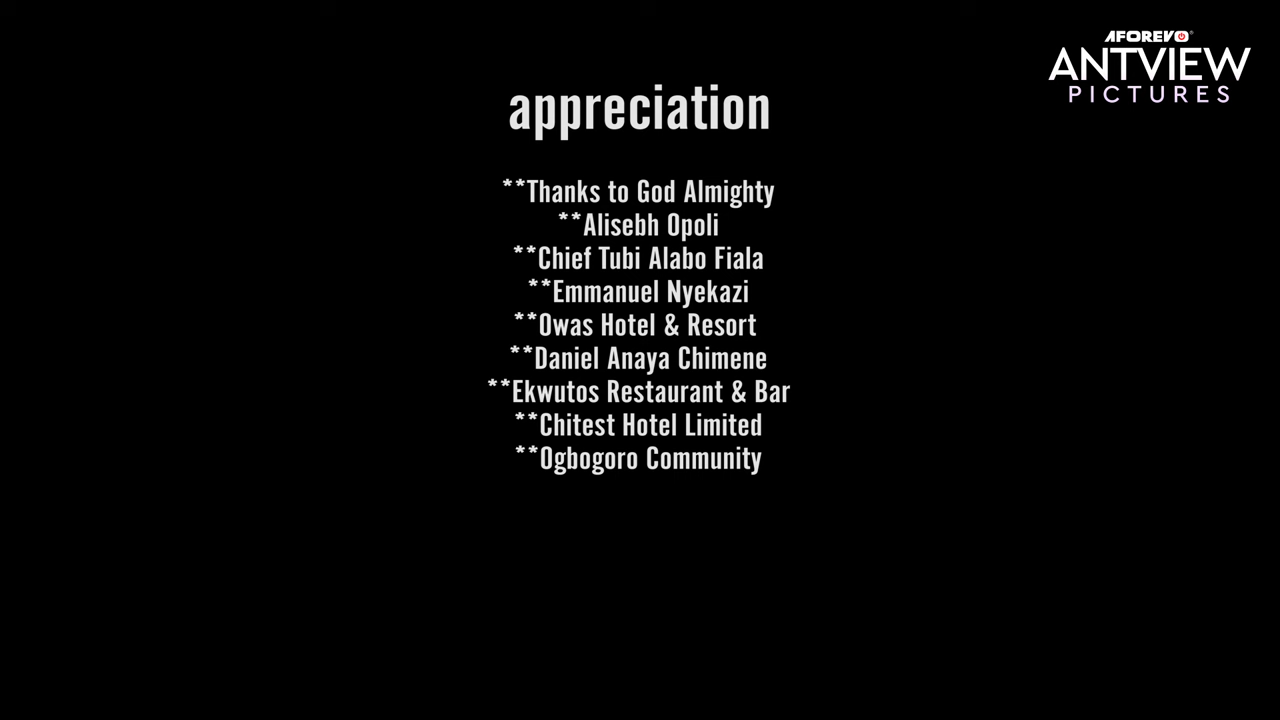 AFOREVO
ANTVIEW
PICTURES
appreciation
**Thanks to God Almighty
**Alisebh Opoli
**Chief Tubi Alabo Fiala
**Emmanuel Nyekazi
**Owas Hotel & Resort
**Daniel Anaya Chimene
**Ekwutos Restaurant & Bar
**Chitest Hotel Limited
**Ogbogoro Community